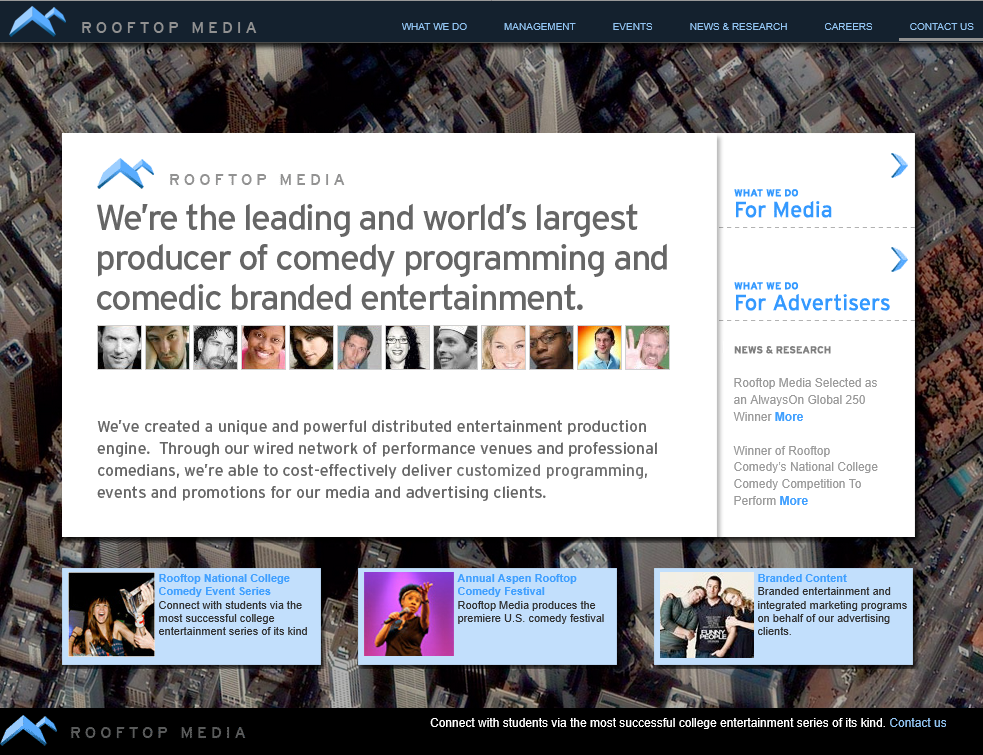 ROOFTOP MEDIA
WHAT WE DO MANAGEMENT EVENTS NEWS & RESEARCH CAREERS CONTACT US
ROOFTOP MEDIA
We're the leading and world's largest
producer of comedy programming and
comedic branded entertainment.
We've created a unique and powerful distributed entertainment production
engine. Through our wired network of performance venues and professional
comedians, we're able to cost-effectively deliver customized programming,
events and promotions for our media and advertising clients.
WHAT WE DO
For Media
WHAT WE DO
For Advertisers
NEWS & RESEARCH
Rooftop Media Selected as
an AlwaysOn Global 250
Winner More
Winner of Rooftop
Comedy's National College
Comedy Competition To
Perform More
Rooftop National College
Comedy Event Series
Connect with students via the
most successful college
entertainment series of its kind
Annual Aspen Rooftop
Comedy Festival
Rooftop Media produces the
premiere U.S. comedy festival
FUNNY
PEOPLE
Branded Content
Branded entertainment and
integrated marketing programs
on behalf of our advertising
clients.
ROOFTOP MEDIA
Connect with students via the most successful college entertainment series of its kind. Contact us